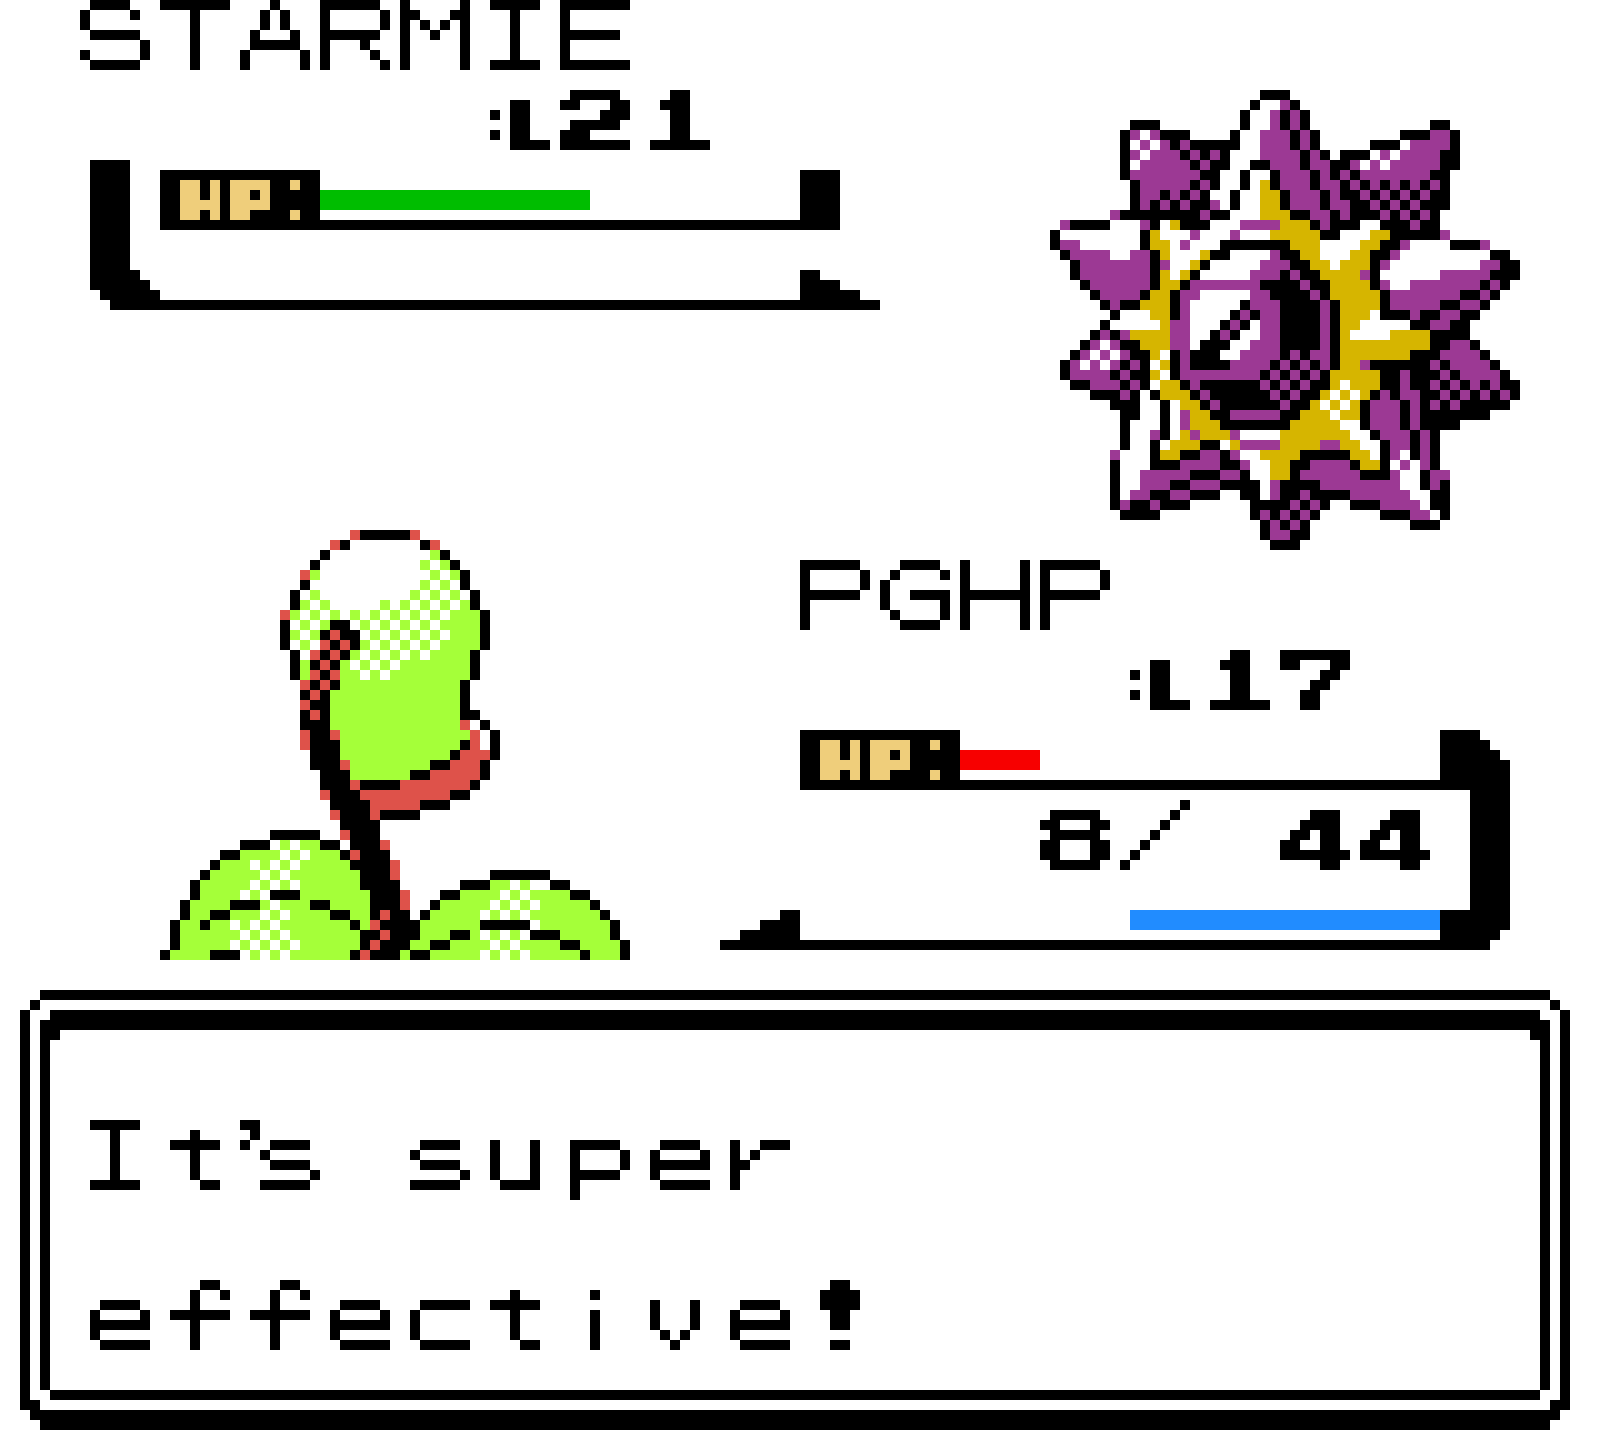 STARMIE
:L21
HP:
PGHP
:L17
HP:
8/ 44
It's super
effective!